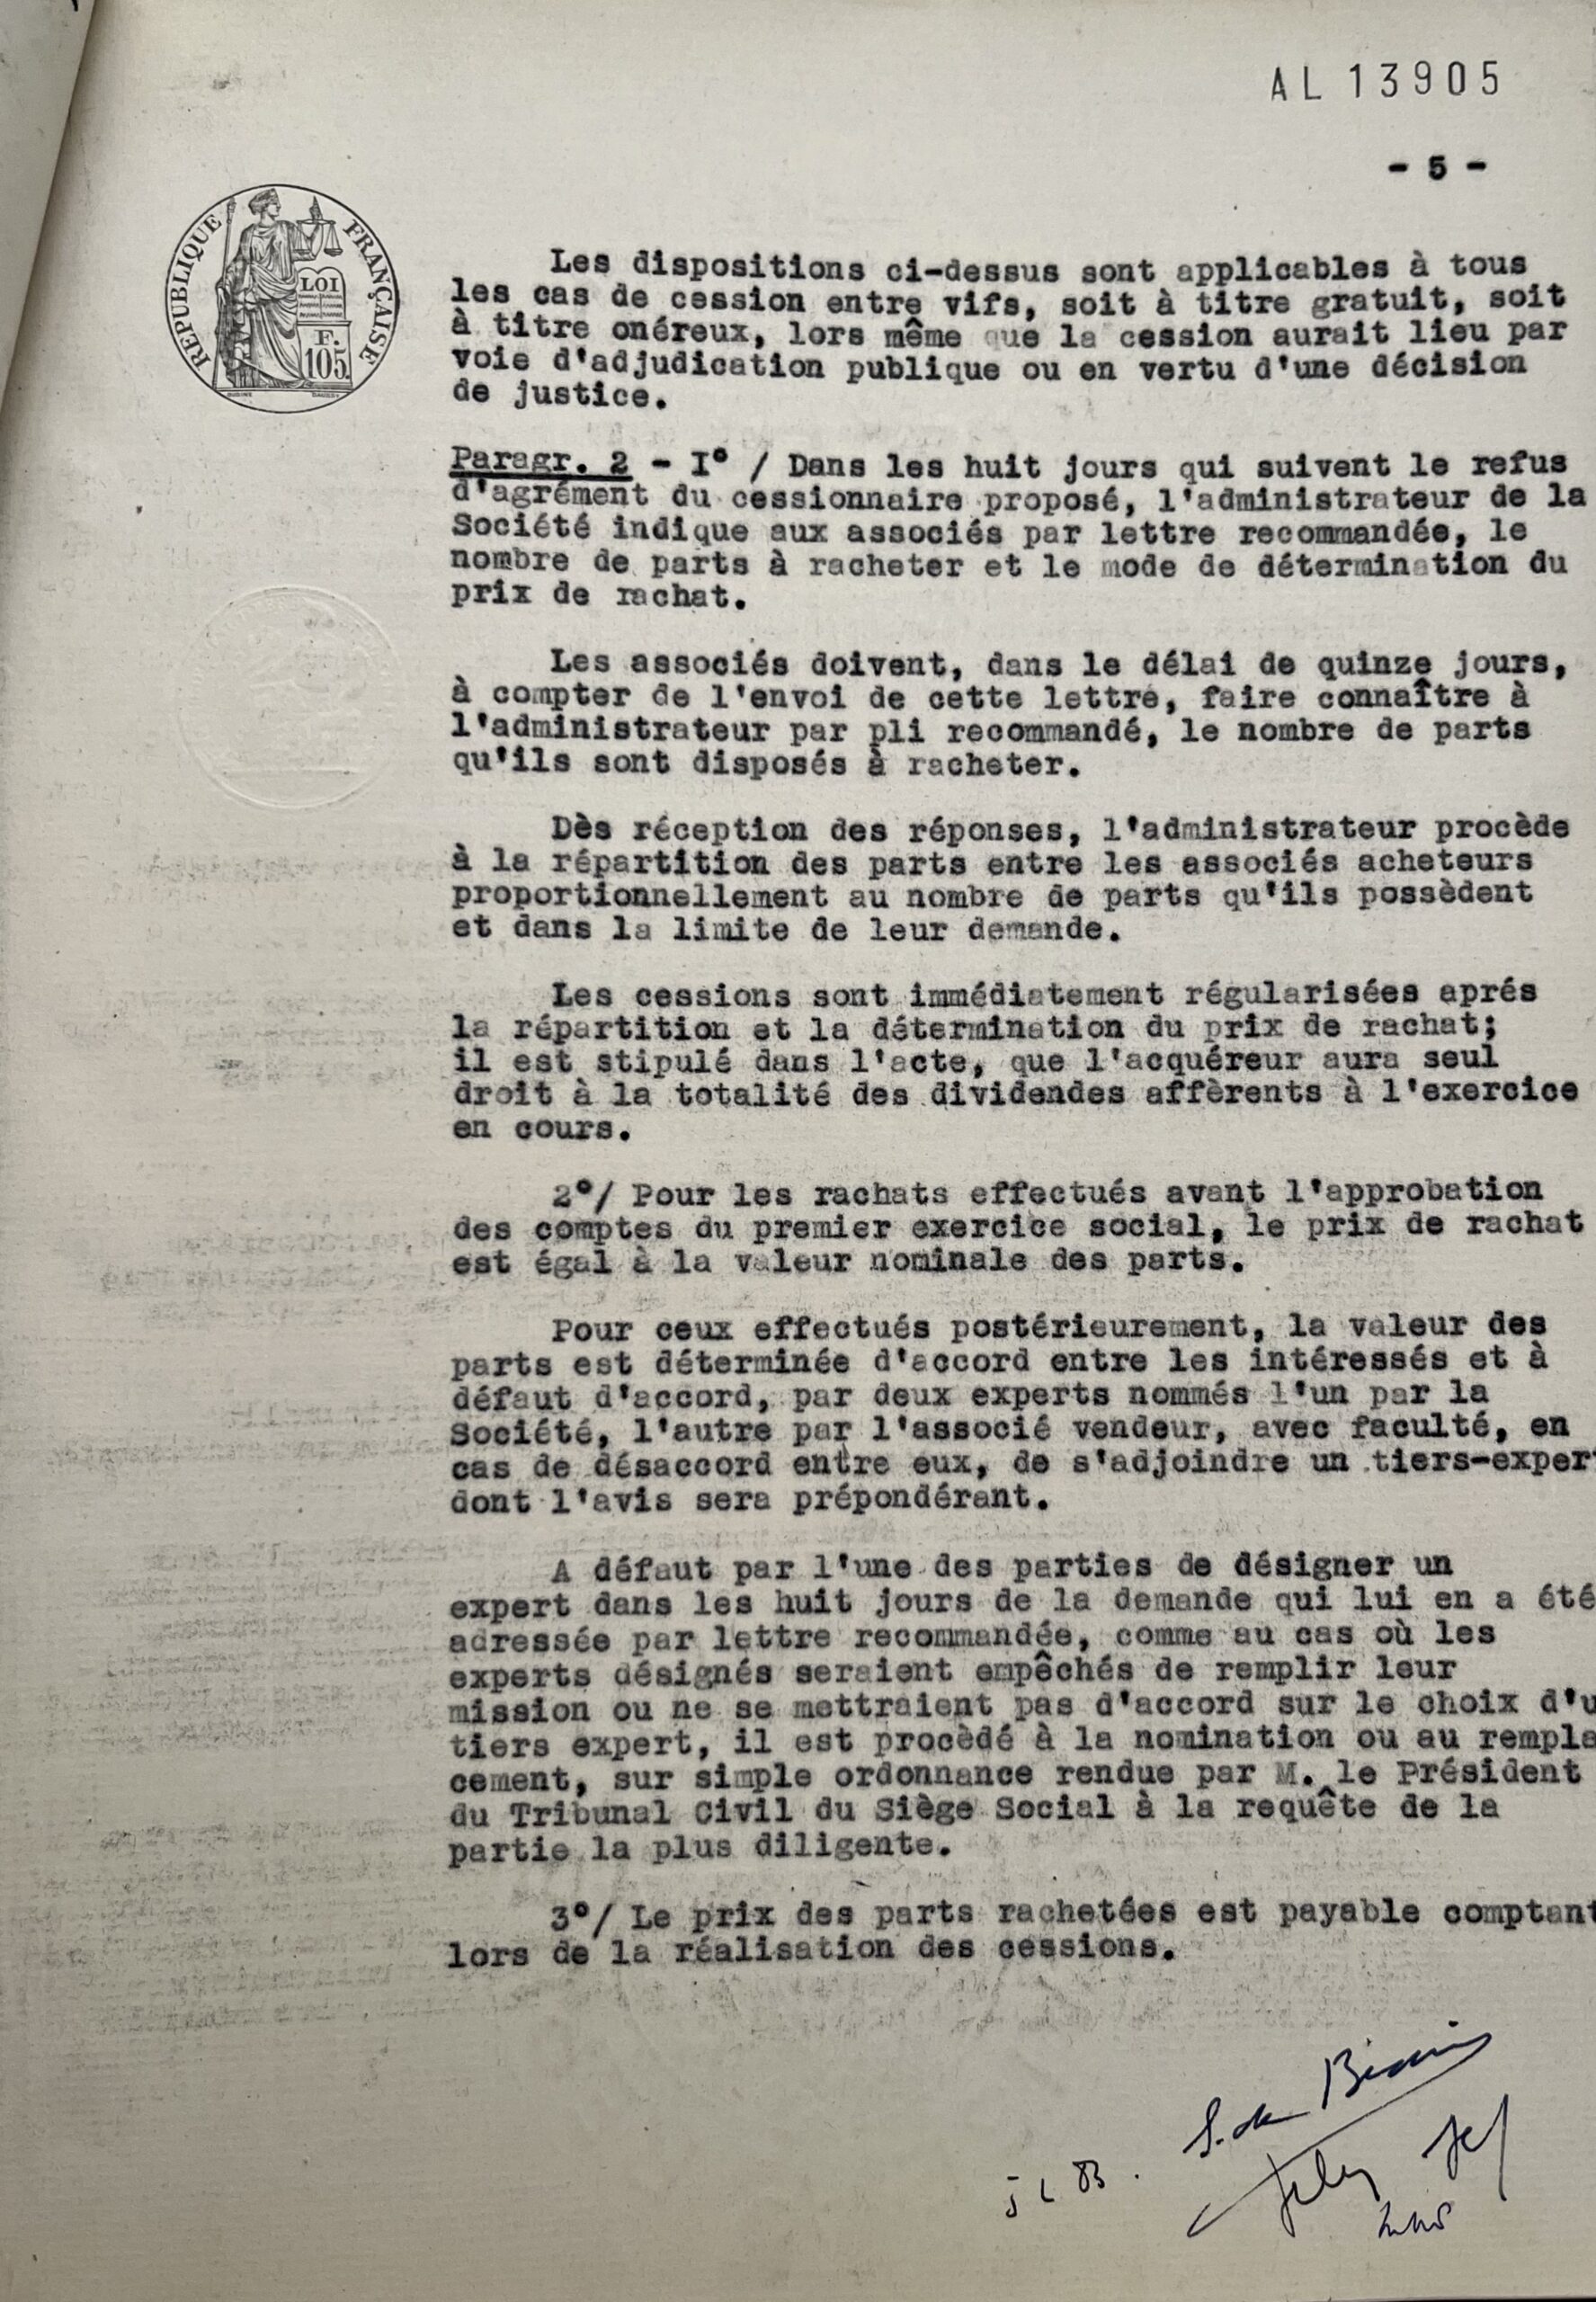 AL 13905
- 5 -
RÉPUBLIQUE FRANÇAISE
LOI
F.
105
Les dispositions ci-dessus sont applicables à tous
les cas de cession entre vifs, soit à titre gratuit, soit
à titre onéreux, lors même que la cession aurait lieu par
voie d'adjudication publique ou en vertu d'une décision
de justice.
Paragr. 2 - I° / Dans les huit jours qui suivent le refus
d'agrément du cessionnaire proposé, l'administrateur de la
Société indique aux associés par lettre recommandée, le
nombre de parts à racheter et le mode de détermination du
prix de rachat.
Les associés doivent, dans le délai de quinze jours,
à compter de l'envoi de cette lettre, faire connaître à
l'administrateur par pli recommandé, le nombre de parts
qu'ils sont disposés à racheter.
Dès réception des réponses, l'administrateur procède
à la répartition des parts entre les associés acheteurs
proportionnellement au nombre de parts qu'ils possèdent
et dans la limite de leur demande.
Les cessions sont immédiatement régularisées aprés
la répartition et la détermination du prix de rachat;
il est stipulé dans l'acte, que l'acquéreur aura seul
droit à la totalité des dividendes affèrents à l'exercice
en cours.
2°/ Pour les rachats effectués avant l'approbation
des comptes du premier exercice social, le prix de rachat
est égal à la valeur nominale des parts.
Pour ceux effectués postérieurement, la valeur des
parts est déterminée d'accord entre les intéressés et à
défaut d'accord, par deux experts nommés l'un par la
Société, l'autre par l'associé vendeur, avec faculté, en
cas de désaccord entre eux, de s'adjoindre un tiers-exper
dont l'avis sera prépondérant.
A défaut par l'une des parties de désigner un
expert dans les huit jours de la demande qui lui en a été
adressée par lettre recommandée, comme au cas où les
experts désignés seraient empêchés de remplir leur
mission ou ne se mettraient pas d'accord sur le choix d'u
tiers expert, il est procèdé à la nomination ou au rempla
cement, sur simple ordonnance rendue par M. le Président
du Tribunal Civil du Siège Social à la requête de la
partie la plus diligente.
3°/ Le prix des parts rachetées est payable comptant
lors de la réalisation des cessions.